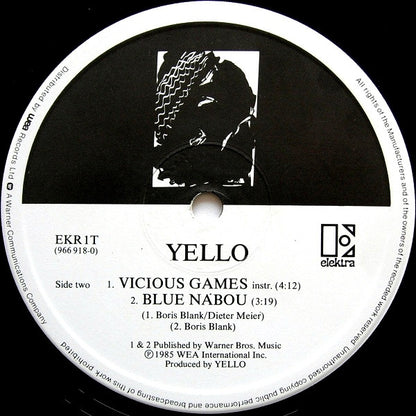 Distributed by wea Records Ltd. A Warner Communications Company.
All rights of the Manufacturers and of the owner of the recorded work reserved
Unauthorised copying public performance and broadcasting of this record prohibited
EKR1T
(966 918-0)
YELLO
elektra
Side two
1. VICIOUS GAMES instr. (4:12)
2. BLUE NABOU (3:19)
(1. Boris Blank/Dieter Meier)
(2. Boris Blank)
1 & 2 Published by Warner Bros. Music
℗ 1985 WEA International Inc.
Produced by YELLO